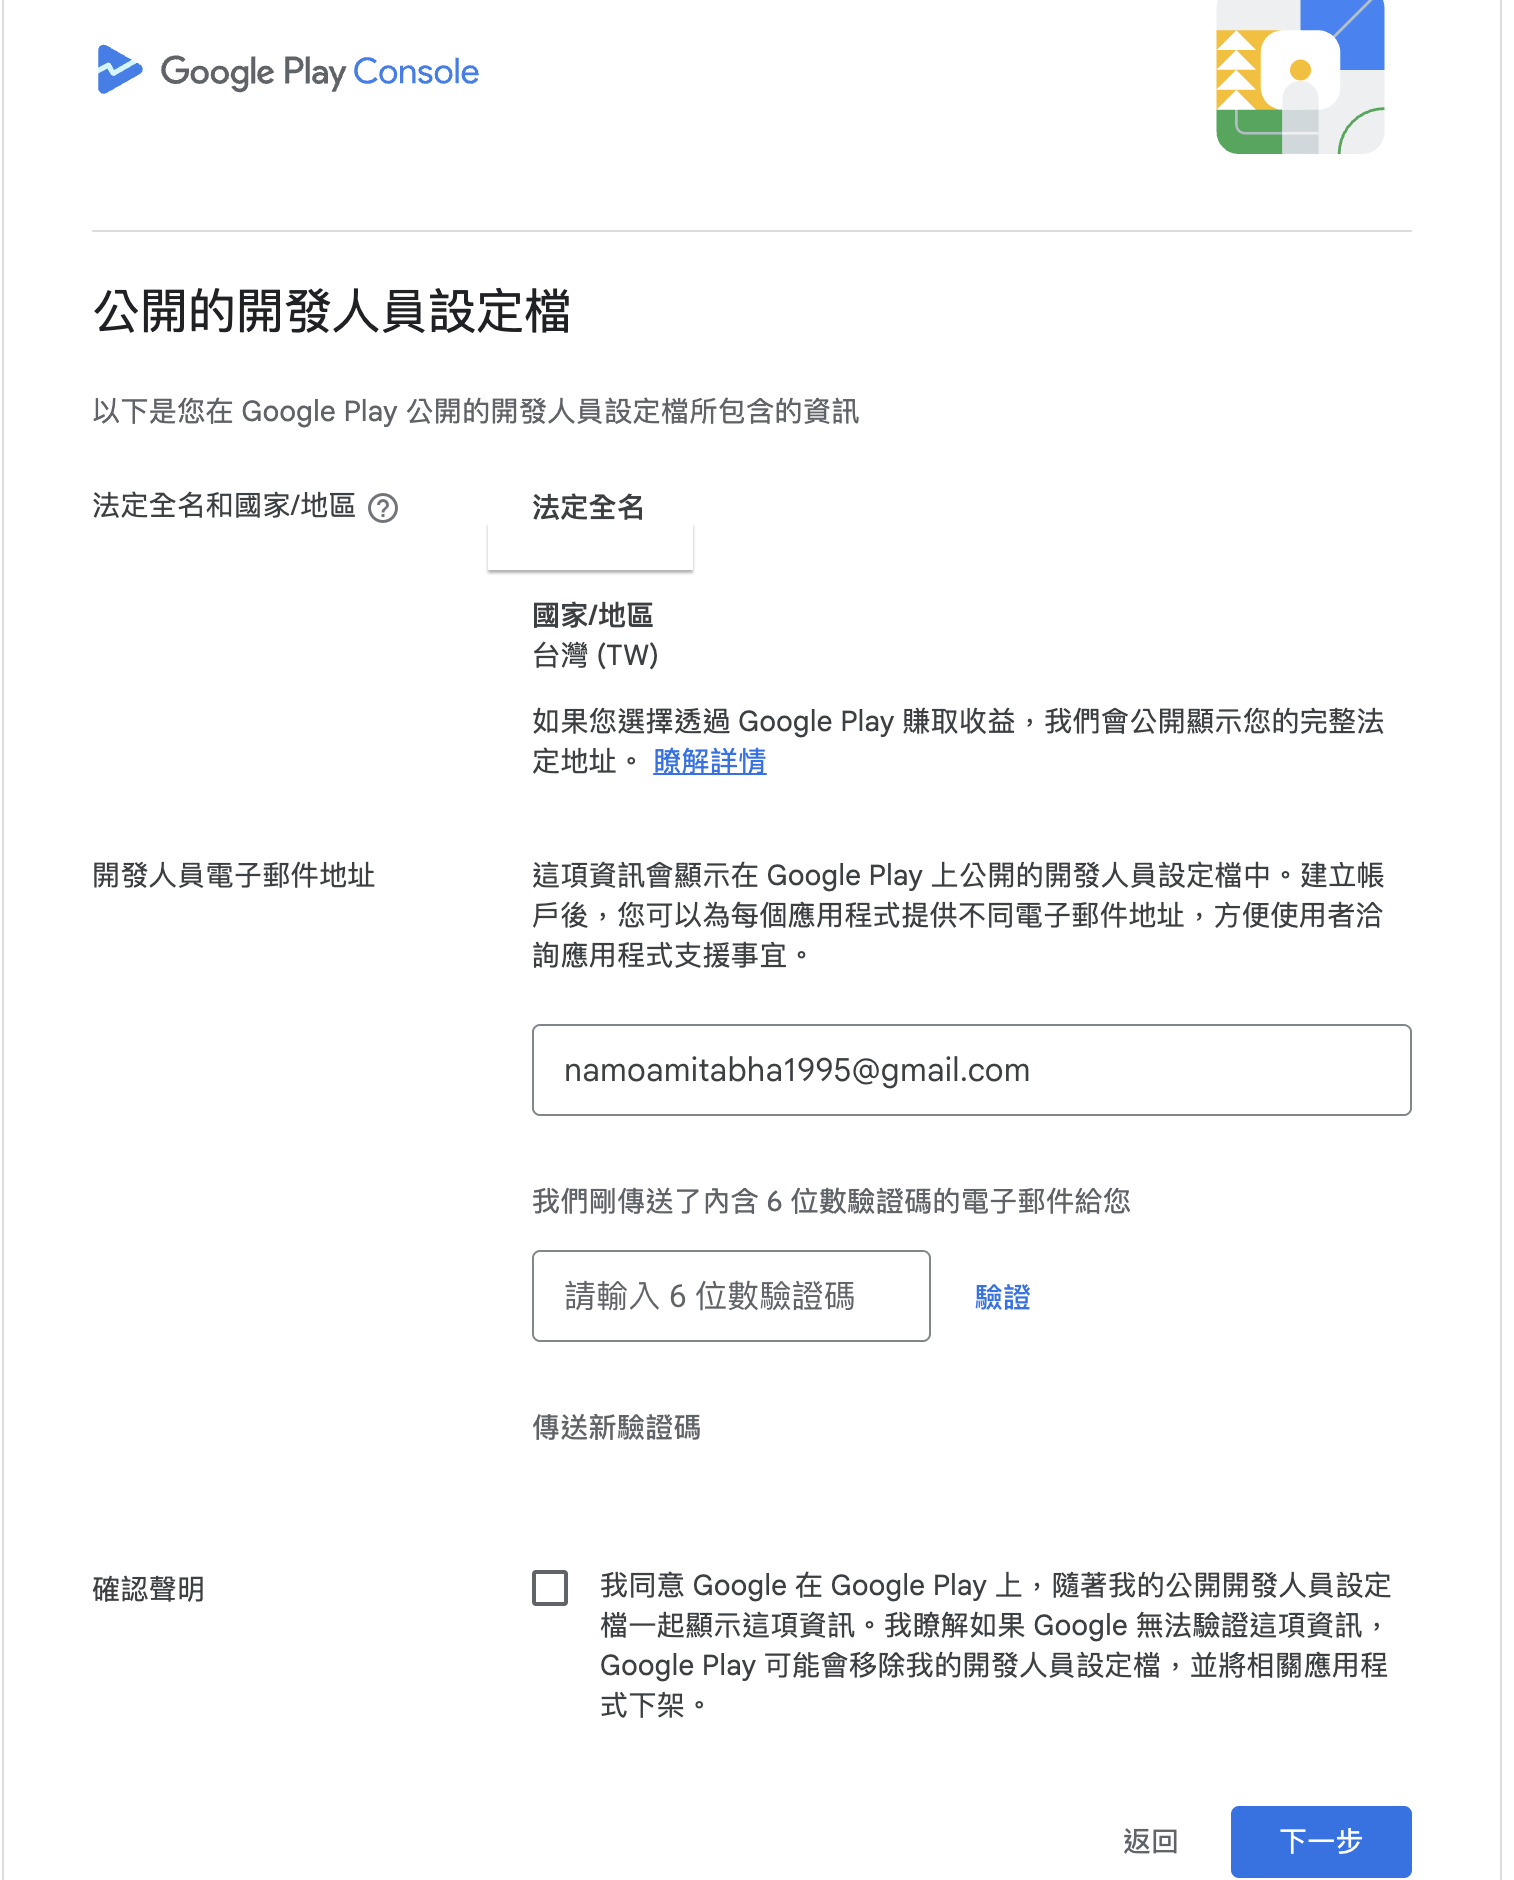 Google Play Console
公開的開發人員設定檔
以下是您在 Google Play 公開的開發人員設定檔所包含的資訊
法定全名和國家/地區 ?
法定全名
國家/地區
台灣 (TW)
如果您選擇透過 Google Play 賺取收益，我們會公開顯示您的完整法
定地址。 瞭解詳情
開發人員電子郵件地址
這項資訊會顯示在 Google Play 上公開的開發人員設定檔中。建立帳
戶後，您可以為每個應用程式提供不同電子郵件地址，方便使用者洽
詢應用程式支援事宜。
namoamitabha1995@gmail.com
我們剛傳送了內含 6 位數驗證碼的電子郵件給您
請輸入 6 位數驗證碼
驗證
傳送新驗證碼
確認聲明
我同意 Google 在 Google Play 上，隨著我的公開開發人員設定
檔一起顯示這項資訊。我瞭解如果 Google 無法驗證這項資訊，
Google Play 可能會移除我的開發人員設定檔，並將相關應用程
式下架。
返回
下一步